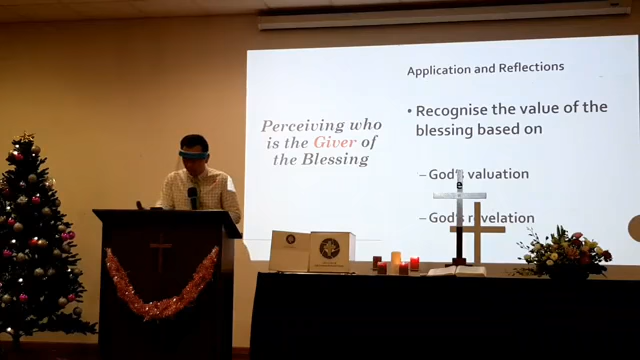 Application and Reflections
Perceiving who
is the Giver of
the Blessing
• Recognise the value of the
blessing based on
– God's valuation
– God's revelation